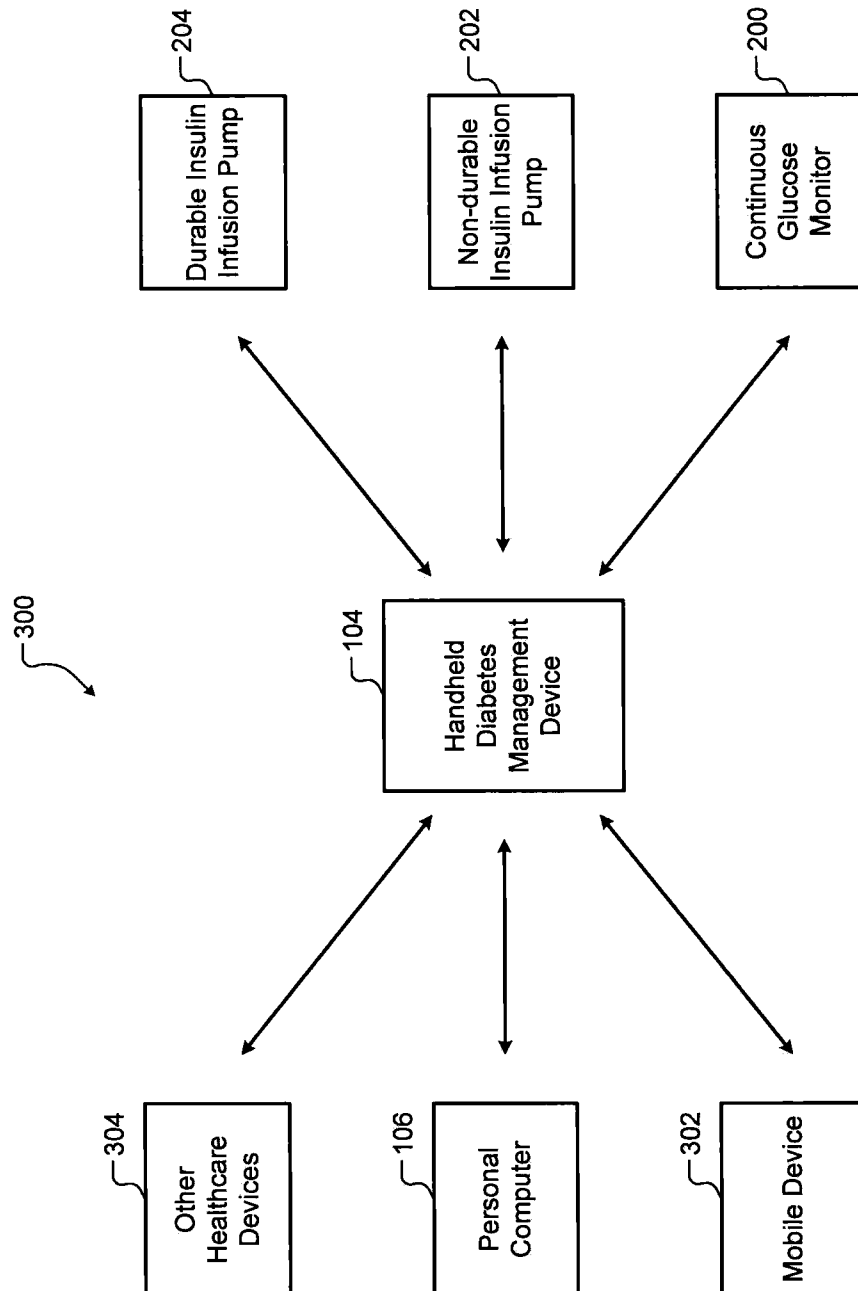 300
304
Other
Healthcare
Devices
106
Personal
Computer
302
Mobile Device
104
Handheld
Diabetes
Management
Device
204
Durable Insulin
Infusion Pump
202
Non-durable
Insulin Infusion
Pump
200
Continuous
Glucose
Monitor